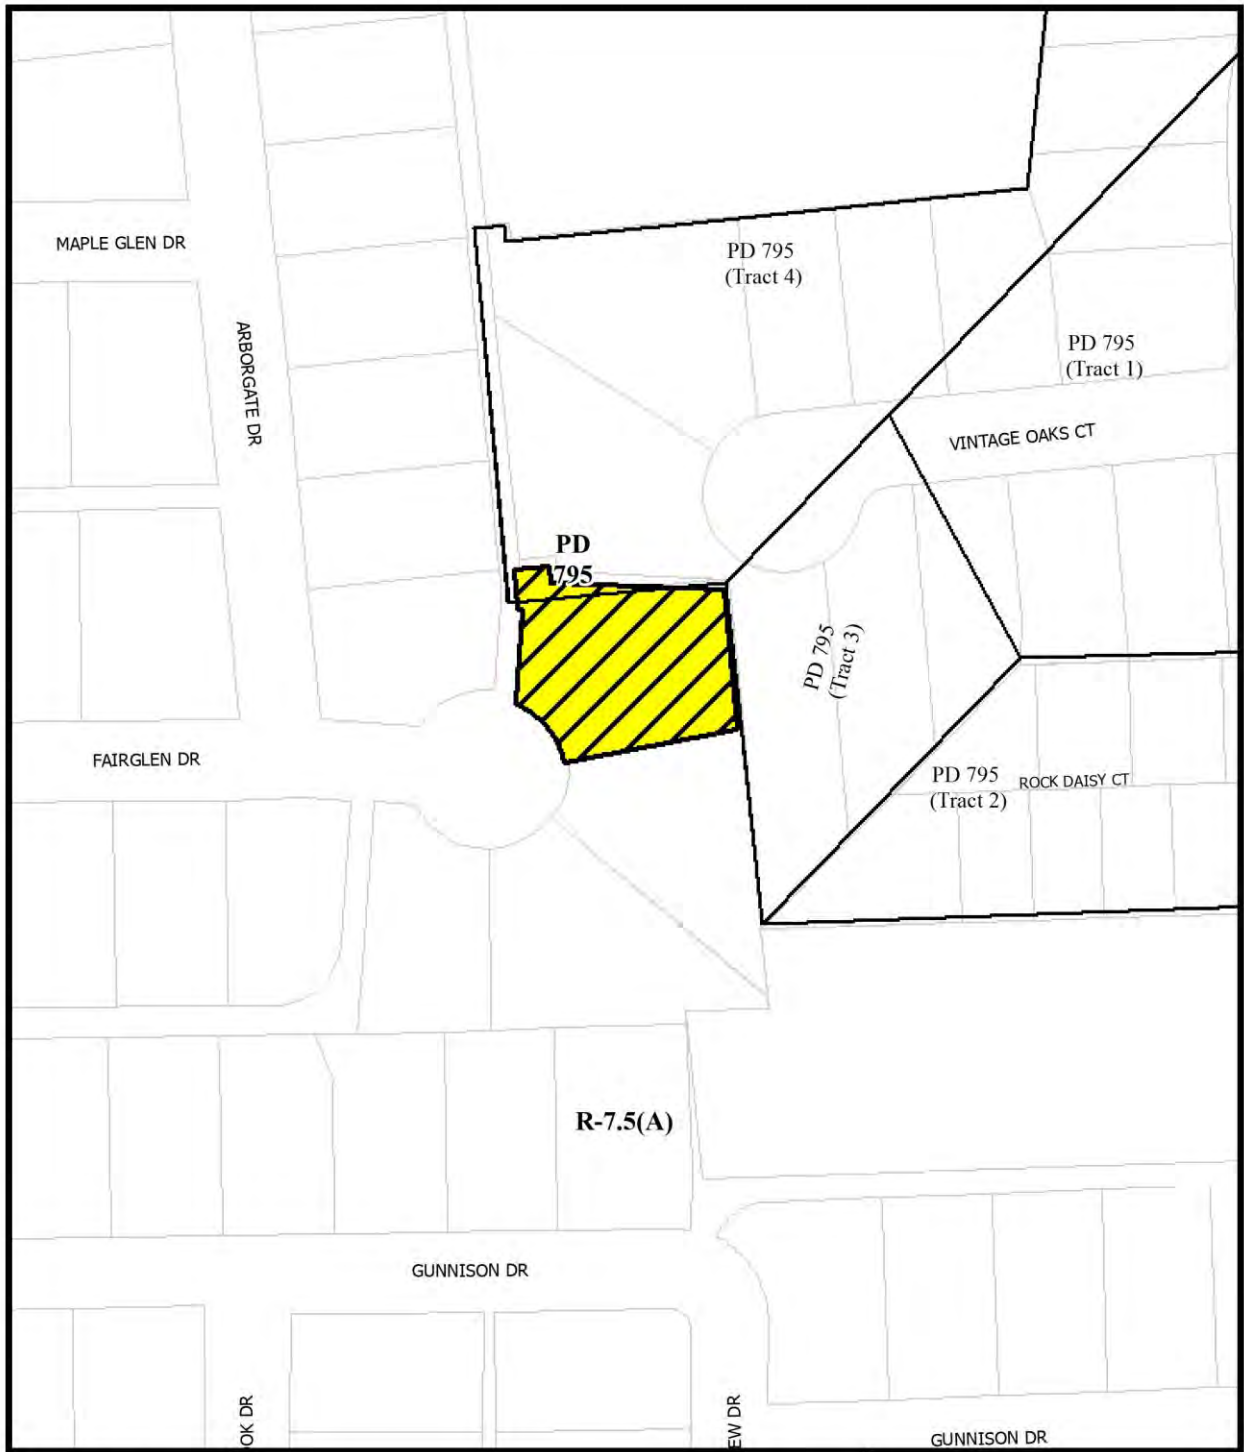 MAPLE GLEN DR
PD 795
(Tract 4)
ARBORGATE DR
PD 795
(Tract 1)
VINTAGE OAKS CT
PD
795
PD 795
(Tract 3)
FAIRGLEN DR
PD 795
(Tract 2)
ROCK DAISY CT
R-7.5(A)
GUNNISON DR
OK DR
EW DR
GUNNISON DR